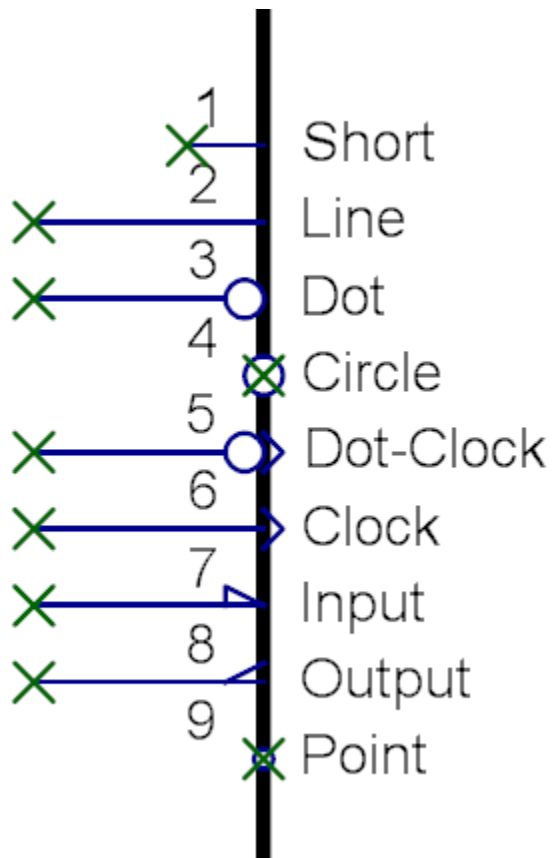 1 Short
2 Line
3 Dot
4 Circle
5 Dot-Clock
6 Clock
7 Input
8 Output
9 Point